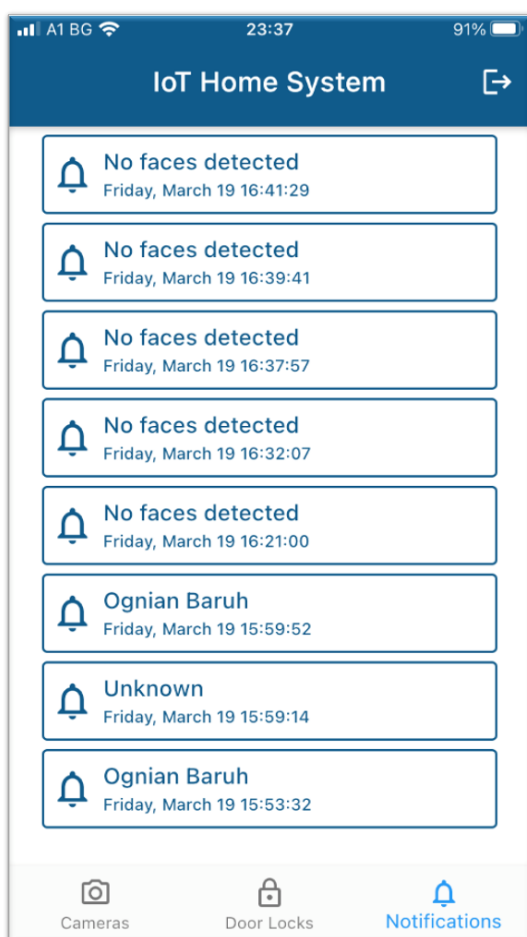 A1 BG 23:37 91%
IoT Home System
No faces detected
Friday, March 19 16:41:29
No faces detected
Friday, March 19 16:39:41
No faces detected
Friday, March 19 16:37:57
No faces detected
Friday, March 19 16:32:07
No faces detected
Friday, March 19 16:21:00
Ognian Baruh
Friday, March 19 15:59:52
Unknown
Friday, March 19 15:59:14
Ognian Baruh
Friday, March 19 15:53:32
Cameras Door Locks Notifications